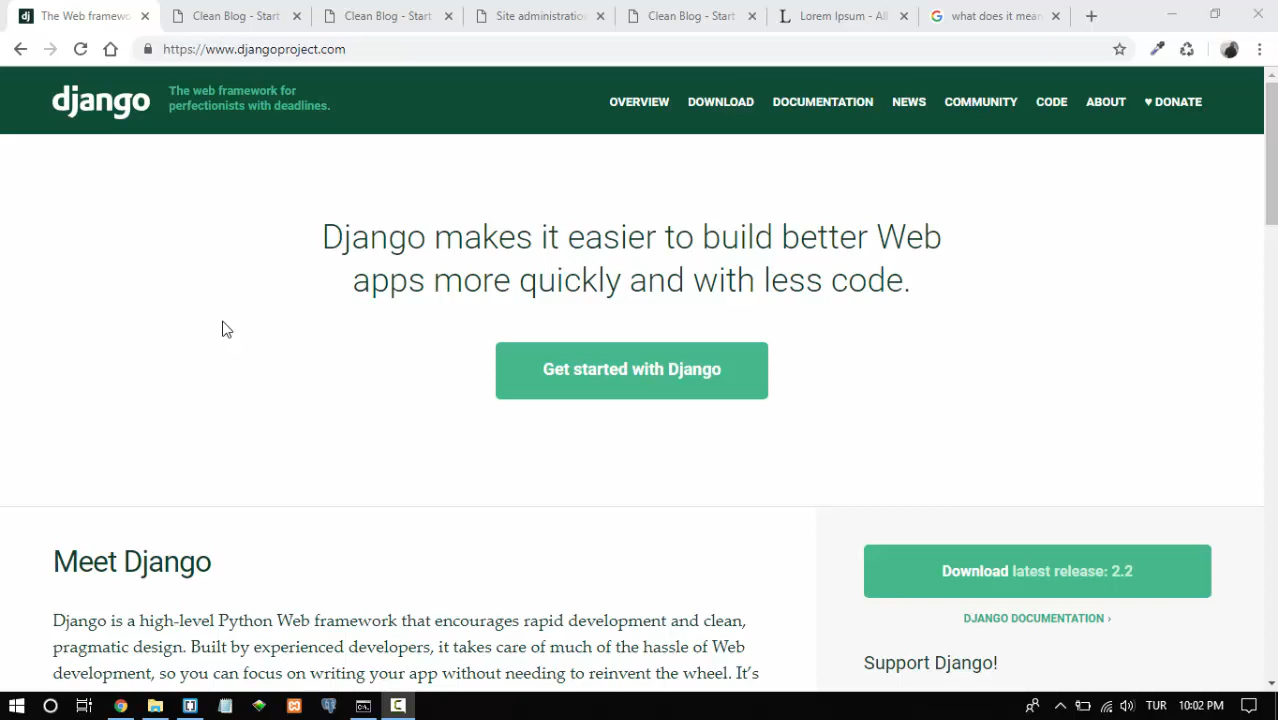 The Web framewo
Clean Blog - Start
Clean Blog - Start
Site administratio
Clean Blog - Start
Lorem Ipsum - All
what does it mean
https://www.djangoproject.com
django
The web framework for
perfectionists with deadlines.
OVERVIEW DOWNLOAD DOCUMENTATION NEWS COMMUNITY CODE ABOUT ♥ DONATE
Django makes it easier to build better Web
apps more quickly and with less code.
Get started with Django
Meet Django
Django is a high-level Python Web framework that encourages rapid development and clean,
pragmatic design. Built by experienced developers, it takes care of much of the hassle of Web
development, so you can focus on writing your app without needing to reinvent the wheel. It's
Download latest release: 2.2
DJANGO DOCUMENTATION ›
Support Django!
TUR 10:02 PM